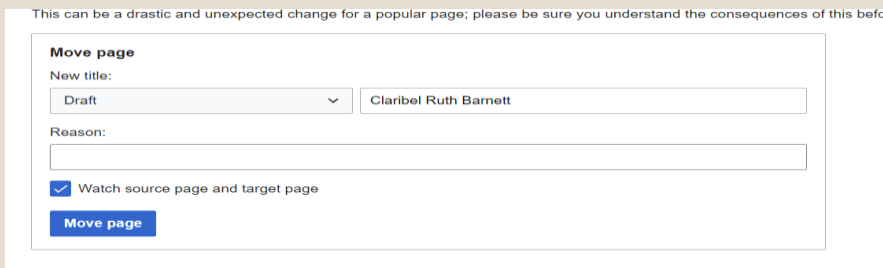 This can be a drastic and unexpected change for a popular page; please be sure you understand the consequences of this befo
Move page
New title:
Draft Claribel Ruth Barnett
Reason:
Watch source page and target page
Move page